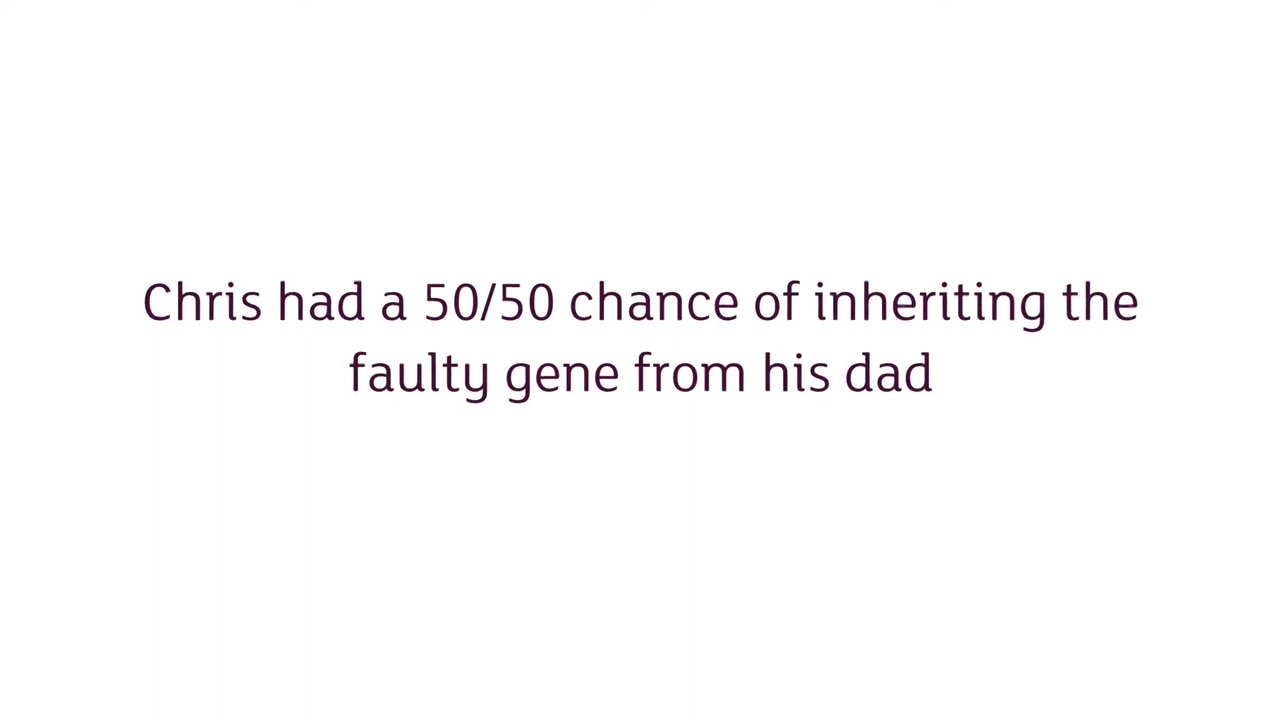 Chris had a 50/50 chance of inheriting the
faulty gene from his dad